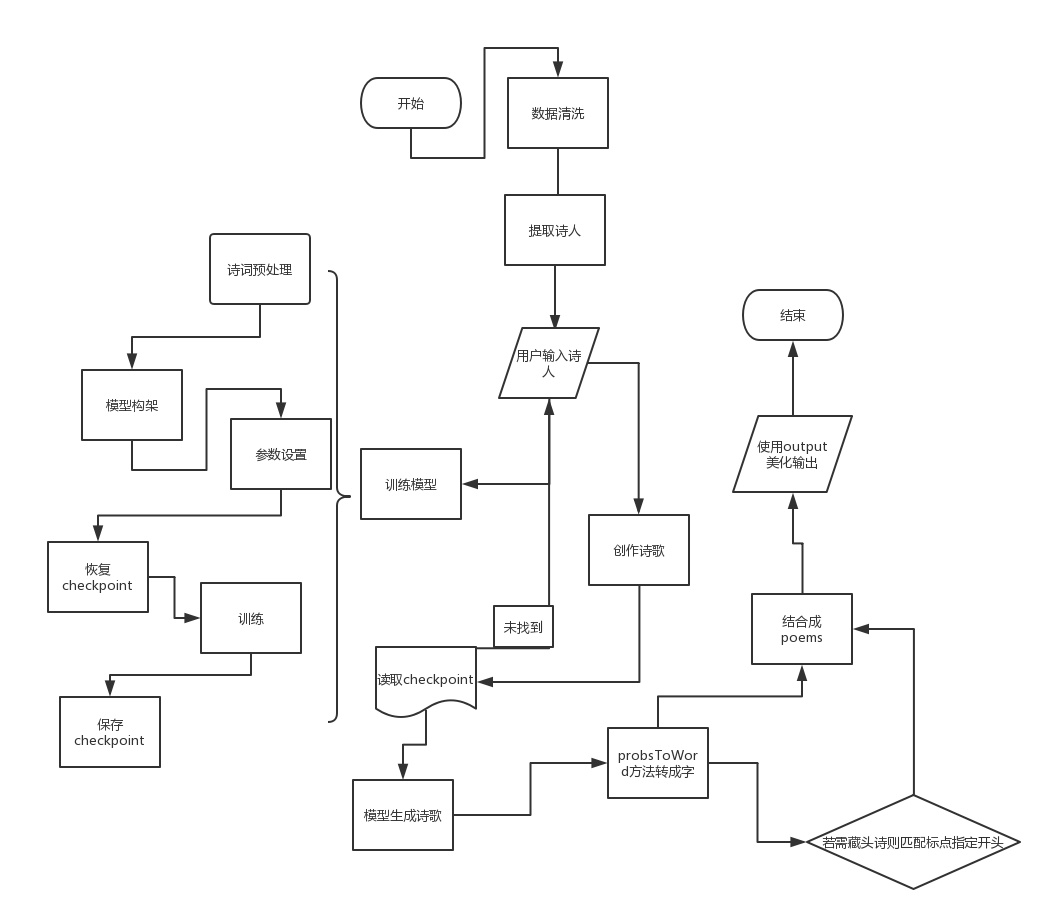 开始
数据清洗
提取诗人
用户输入诗
人
诗词预处理
模型构架
参数设置
恢复
checkpoint
训练
保存
checkpoint
训练模型
创作诗歌
未找到
读取checkpoint
模型生成诗歌
probsToWor
d方法转成字
若需藏头诗则匹配标点指定开头
结合成
poems
使用output
美化输出
结束